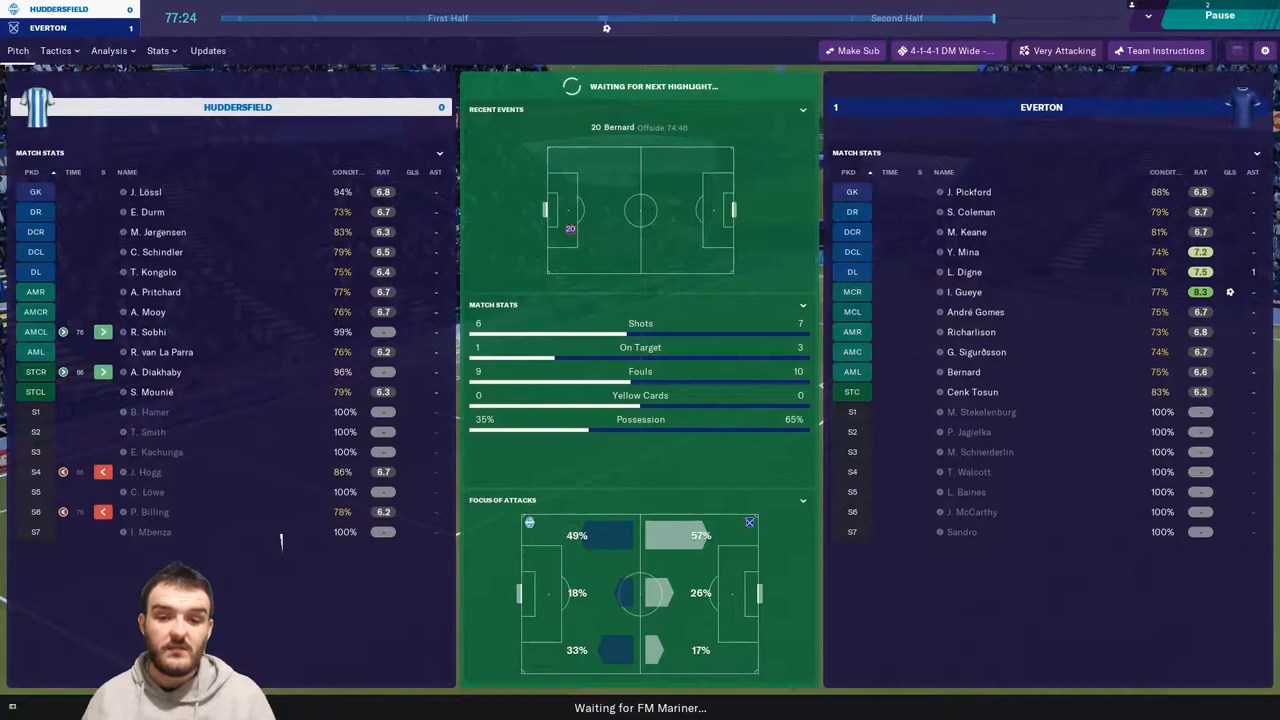 HUDDERSFIELD 0
EVERTON 1
77:24
First Half
Second Half
2
Pause
Pitch Tactics Analysis Stats Updates
Make Sub 4-1-4-1 DM Wide -... Very Attacking Team Instructions
HUDDERSFIELD 0
MATCH STATS
PKD TIME S NAME CONDIT... RAT GLS AST
GK J. Lössl 94% 6.8 -
DR E. Durm 73% 6.7 -
DCR M. Jørgensen 83% 6.3 -
DCL C. Schindler 79% 6.5 -
DL T. Kongolo 75% 6.4 -
AMR A. Pritchard 77% 6.7 -
AMCR A. Mooy 76% 6.7 -
AMCL 76 R. Sobhi 99% - -
AML R. van La Parra 76% 6.2 -
STCR 66 A. Diakhaby 96% - -
STCL S. Mounié 79% 6.3 -
S1 B. Hamer 100% - -
S2 T. Smith 100% - -
S3 E. Kachunga 100% - -
S4 66 J. Hogg 86% 6.7 -
S5 C. Löwe 100% - -
S6 76 P. Billing 78% 6.2 -
S7 I. Mbenza 100% - -
WAITING FOR NEXT HIGHLIGHT...
RECENT EVENTS
20 Bernard Offside 74:46
20
MATCH STATS
6 Shots 7
1 On Target 3
9 Fouls 10
0 Yellow Cards 0
35% Possession 65%
FOCUS OF ATTACKS
49% 57%
18% 26%
33% 17%
1 EVERTON
MATCH STATS
PKD TIME S NAME CONDIT... RAT GLS AST
GK J. Pickford 88% 6.8 -
DR S. Coleman 79% 6.7 -
DCR M. Keane 81% 6.7 -
DCL Y. Mina 74% 7.2 -
DL L. Digne 71% 7.5 1
MCR I. Gueye 77% 8.3 -
MCL André Gomes 75% 6.8 -
AMR Richarlison 73% 6.8 -
AMC G. Sigurðsson 74% 6.7 -
AML Bernard 75% 6.6 -
STC Cenk Tosun 83% 6.3 -
S1 M. Stekelenburg 100% - -
S2 P. Jagielka 100% - -
S3 M. Schneiderlin 100% - -
S4 T. Walcott 100% - -
S5 L. Baines 100% - -
S6 J. McCarthy 100% - -
S7 Sandro 100% - -
Waiting for FM Mariner...